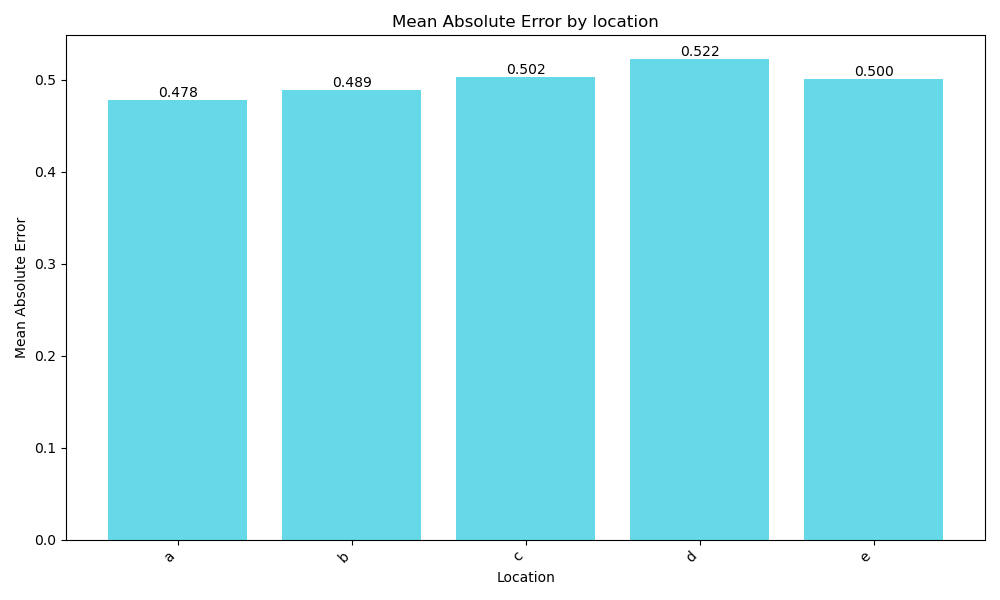 Mean Absolute Error by location
Mean Absolute Error
0.5
0.4
0.3
0.2
0.1
0.0
0.478
0.489
0.502
0.522
0.500
a
b
c
d
e
Location